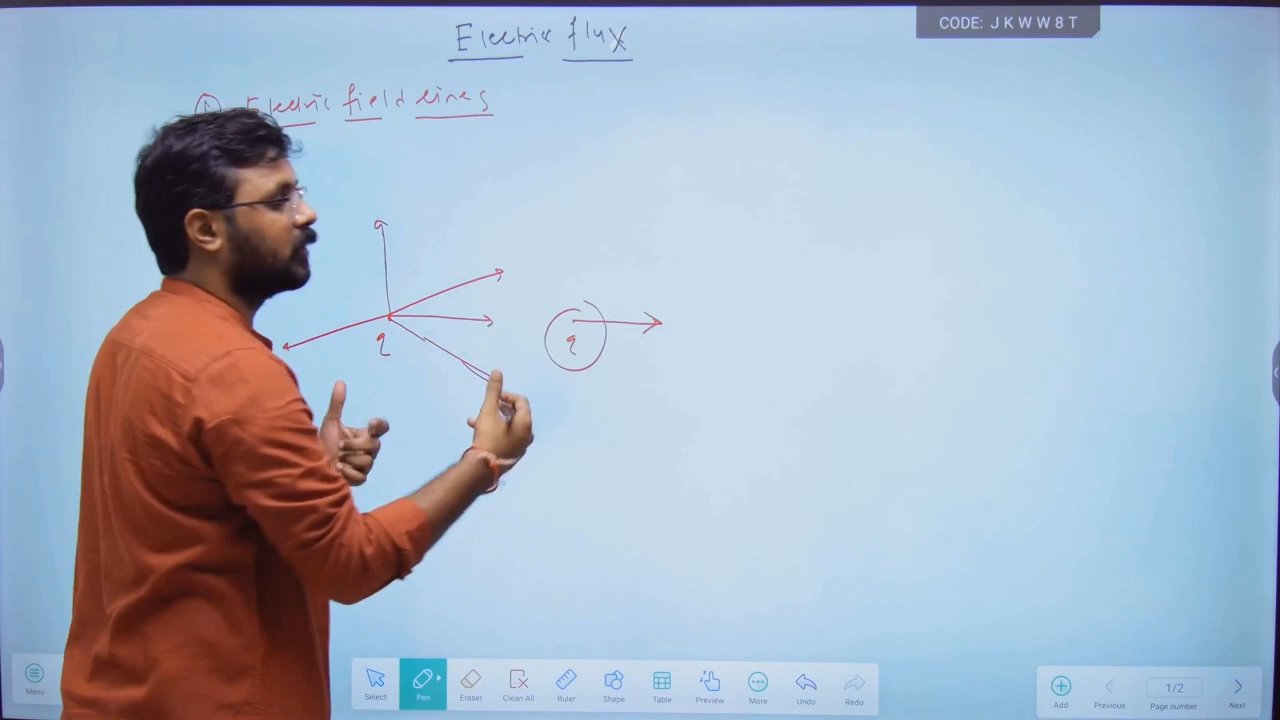 Electric flux
CODE: J K W W 8 T
Electric field lines
q
q
Menu
Select
Pen
Eraser
Clean All
Ruler
Shape
Table
Preview
More
Undo
Redo
Add
Previous
1/2
Page number
Next